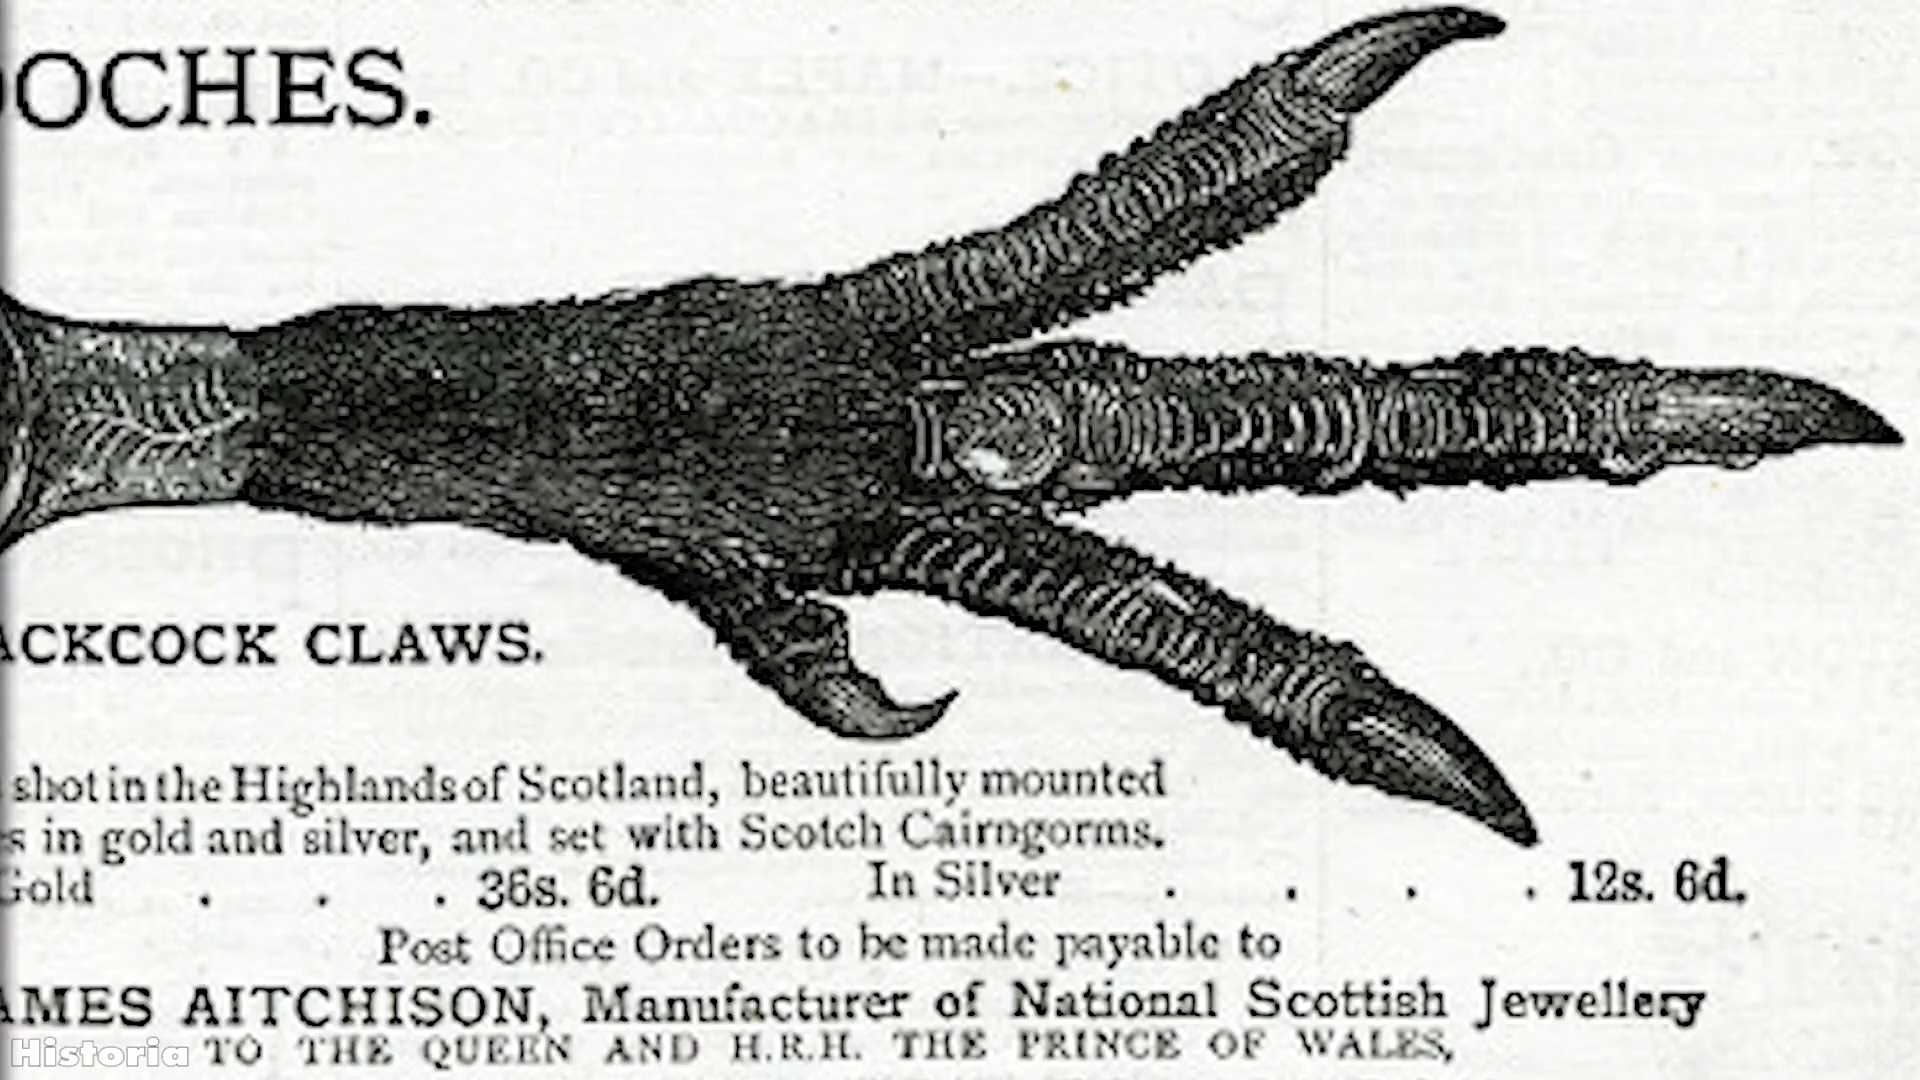 OOCHES.
ACKCOCK CLAWS.
shot in the Highlands of Scotland, beautifully mounted
s in gold and silver, and set with Scotch Cairngorms.
Gold . . . 36s. 6d. In Silver . . . . 12s. 6d.
Post Office Orders to be made payable to
AMES AITCHISON, Manufacturer of National Scottish Jewellery
TO THE QUEEN AND H.R.H. THE PRINCE OF WALES,
Historia